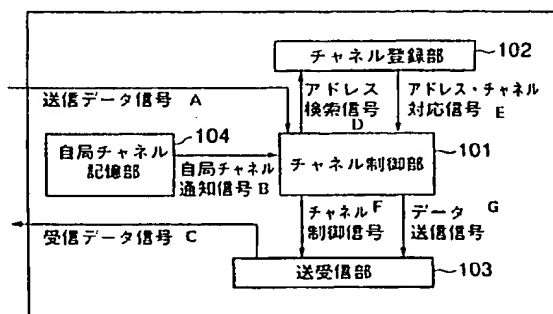 チャネル登録部
102
送信データ信号 A
アドレス
検索信号
D
アドレス・チャネル
対応信号 E
104
自局チャネル
記憶部
自局チャネル
通知信号 B
チャネル制御部
101
受信データ信号 C
チャネル F
制御信号
データ G
送信信号
送受信部
103